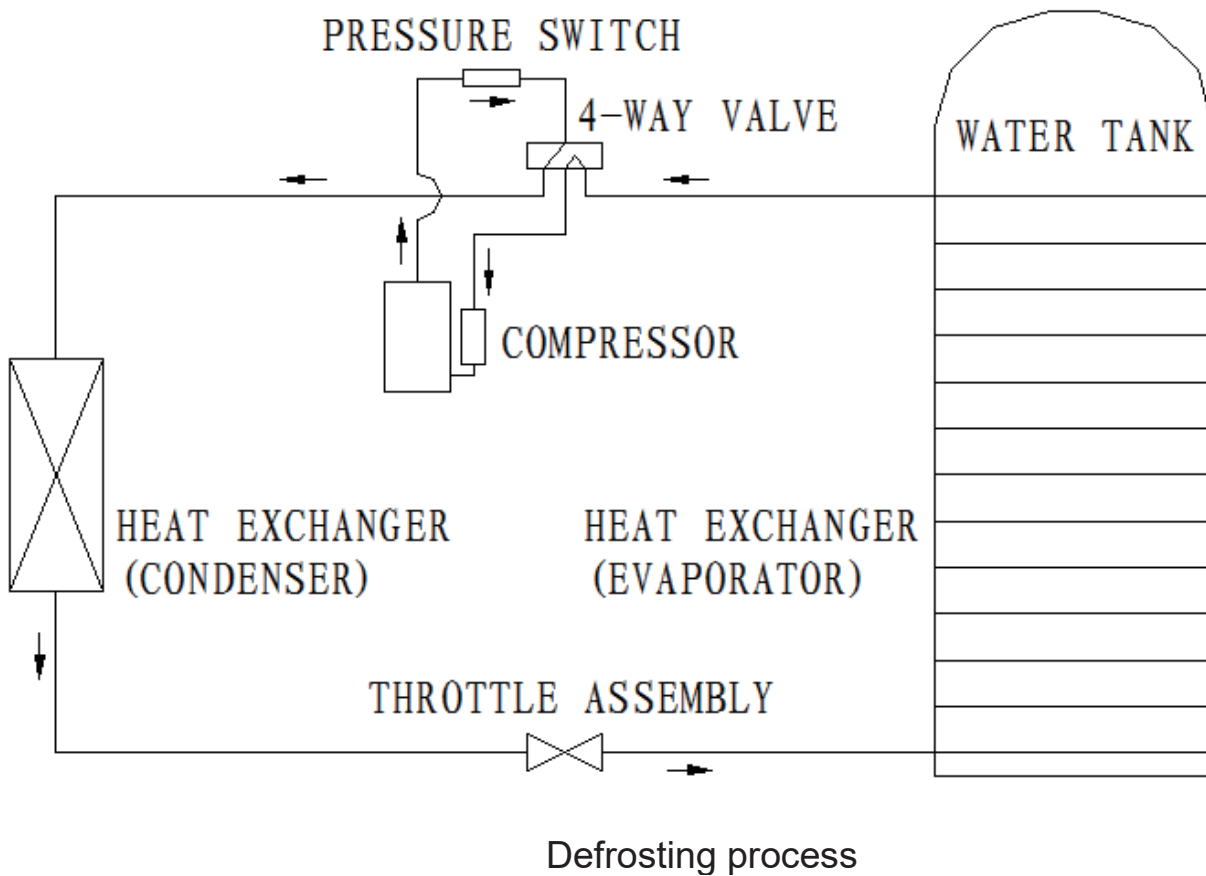 PRESSURE SWITCH
4-WAY VALVE
WATER TANK
COMPRESSOR
HEAT EXCHANGER
(CONDENSER)
HEAT EXCHANGER
(EVAPORATOR)
THROTTLE ASSEMBLY
Defrosting process